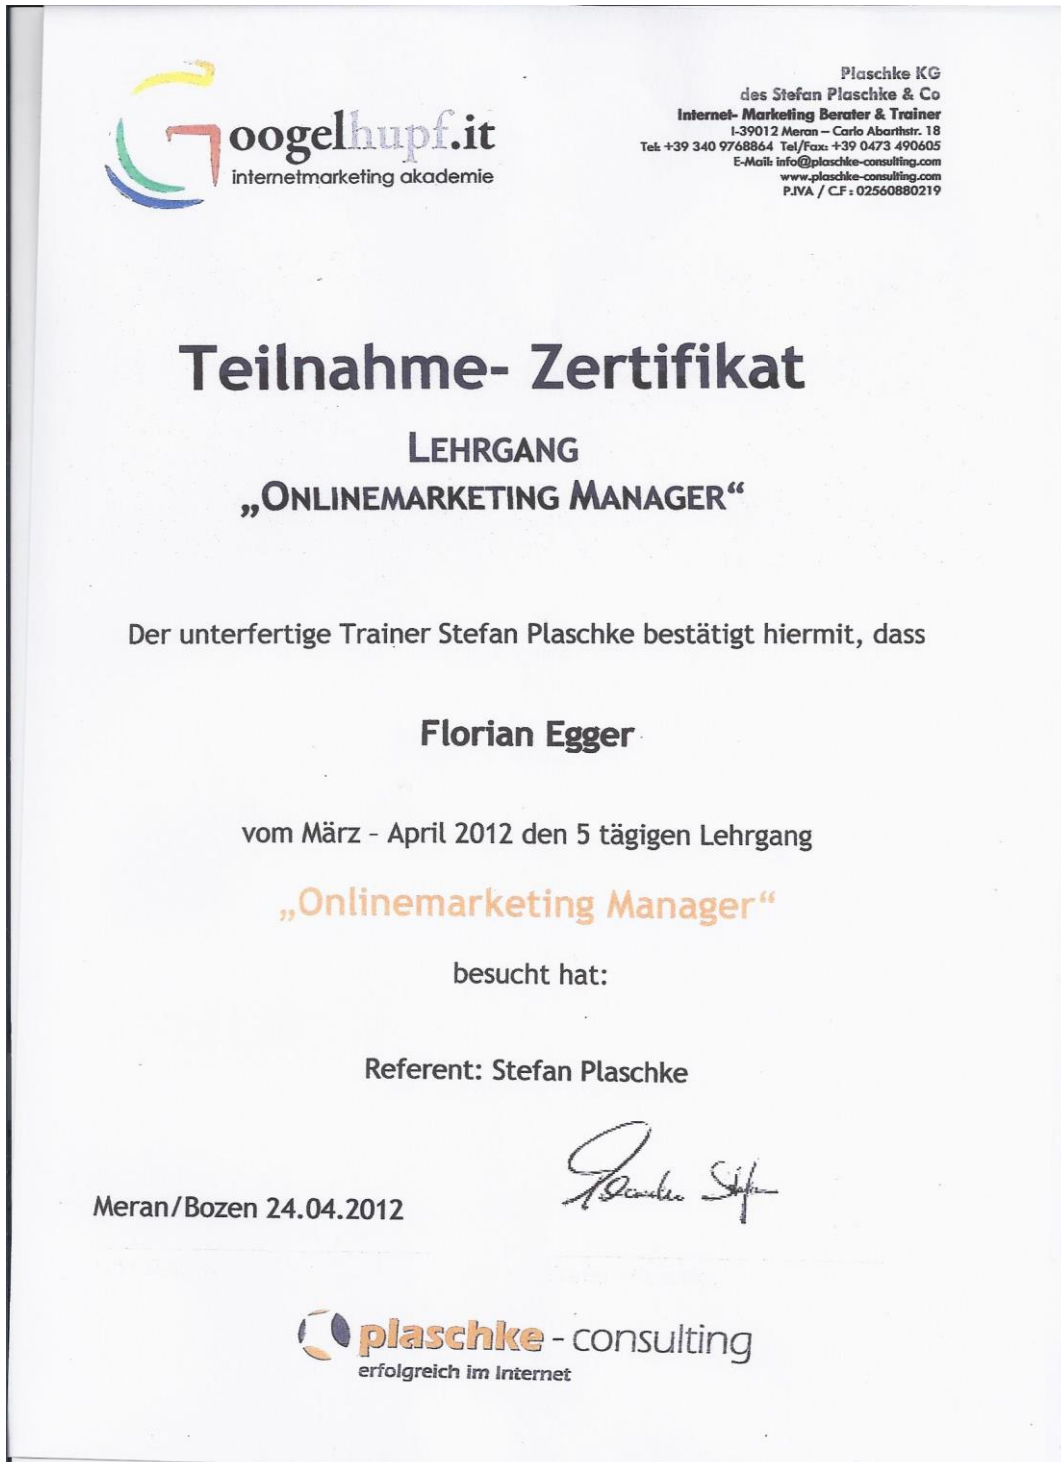 Googelhupf.it
internetmarketing akademie
Plaschke KG
des Stefan Plaschke & Co
Internet- Marketing Berater & Trainer
I-39012 Meran – Carlo Abarthstr. 18
Tel: +39 340 9768864 Tel/Fax: +39 0473 490605
E-Mail: info@plaschke-consulting.com
www.plaschke-consulting.com
P.IVA / CF : 02560880219
Teilnahme- Zertifikat
LEHRGANG
„ONLINEMARKETING MANAGER“
Der unterfertige Trainer Stefan Plaschke bestätigt hiermit, dass
Florian Egger
vom März – April 2012 den 5 tägigen Lehrgang
„Onlinemarketing Manager“
besucht hat:
Referent: Stefan Plaschke
Plaschke Stefan
Meran/Bozen 24.04.2012
plaschke - consulting
erfolgreich im Internet